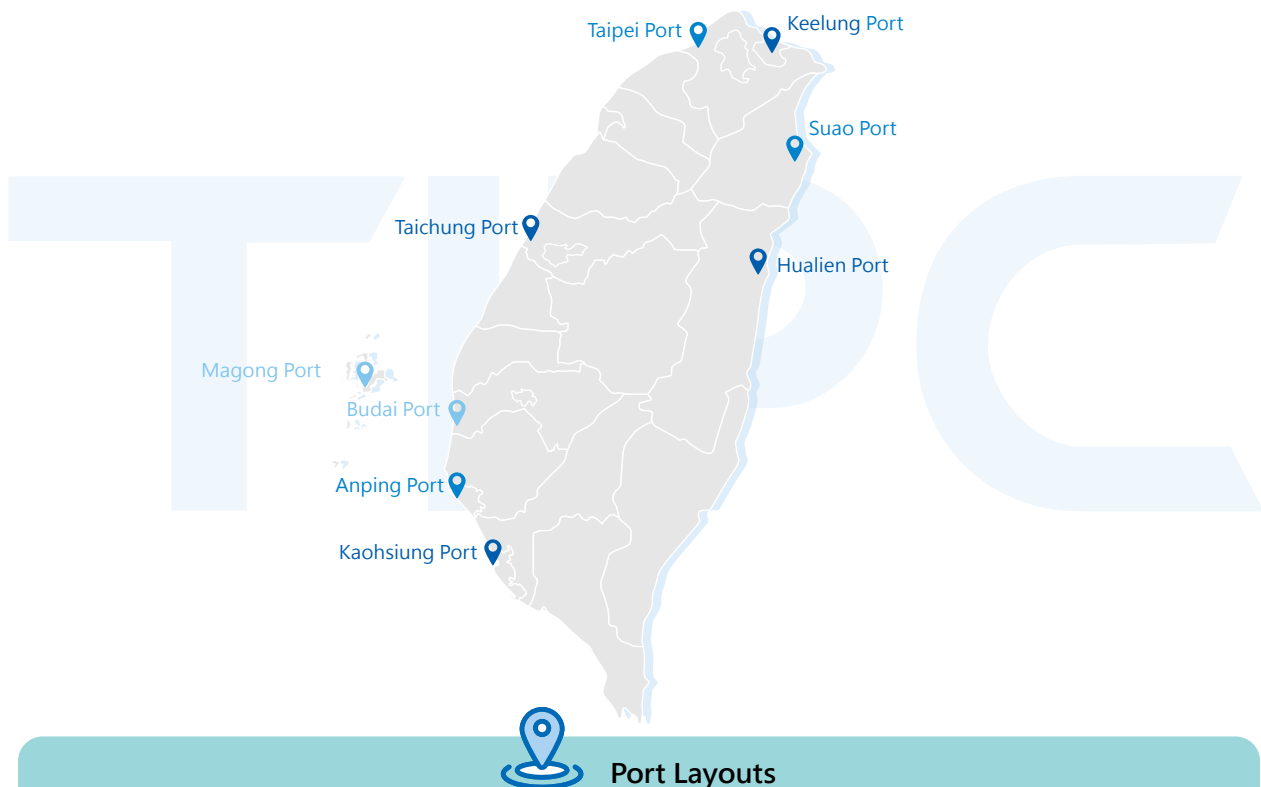 Taipei Port
Keelung Port
Suao Port
Taichung Port
Hualien Port
Magong Port
Budai Port
Anping Port
Kaohsiung Port
TIPC
Port Layouts